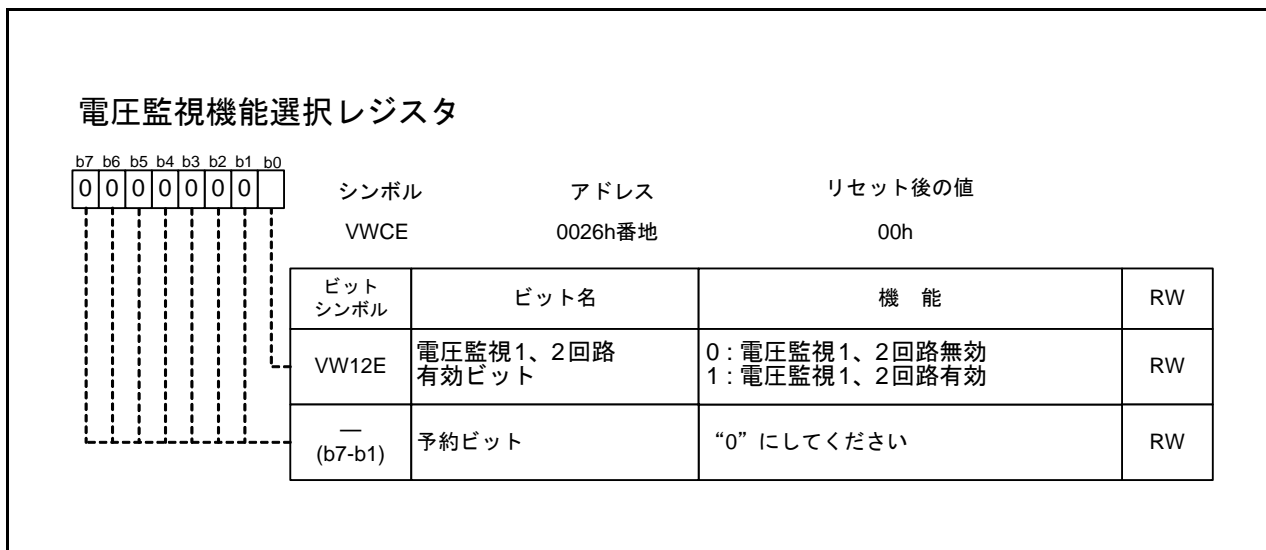 電圧監視機能選択レジスタ
b7 b6 b5 b4 b3 b2 b1 b0
0 0 0 0 0 0 0
シンボル アドレス リセット後の値
VWCE 0026h番地 00h
ビット
シンボル
ビット名
機 能
RW
VW12E
電圧監視1、2回路
有効ビット
0 : 電圧監視1、2回路無効
1 : 電圧監視1、2回路有効
RW
—
(b7-b1)
予約ビット
“0”にしてください
RW